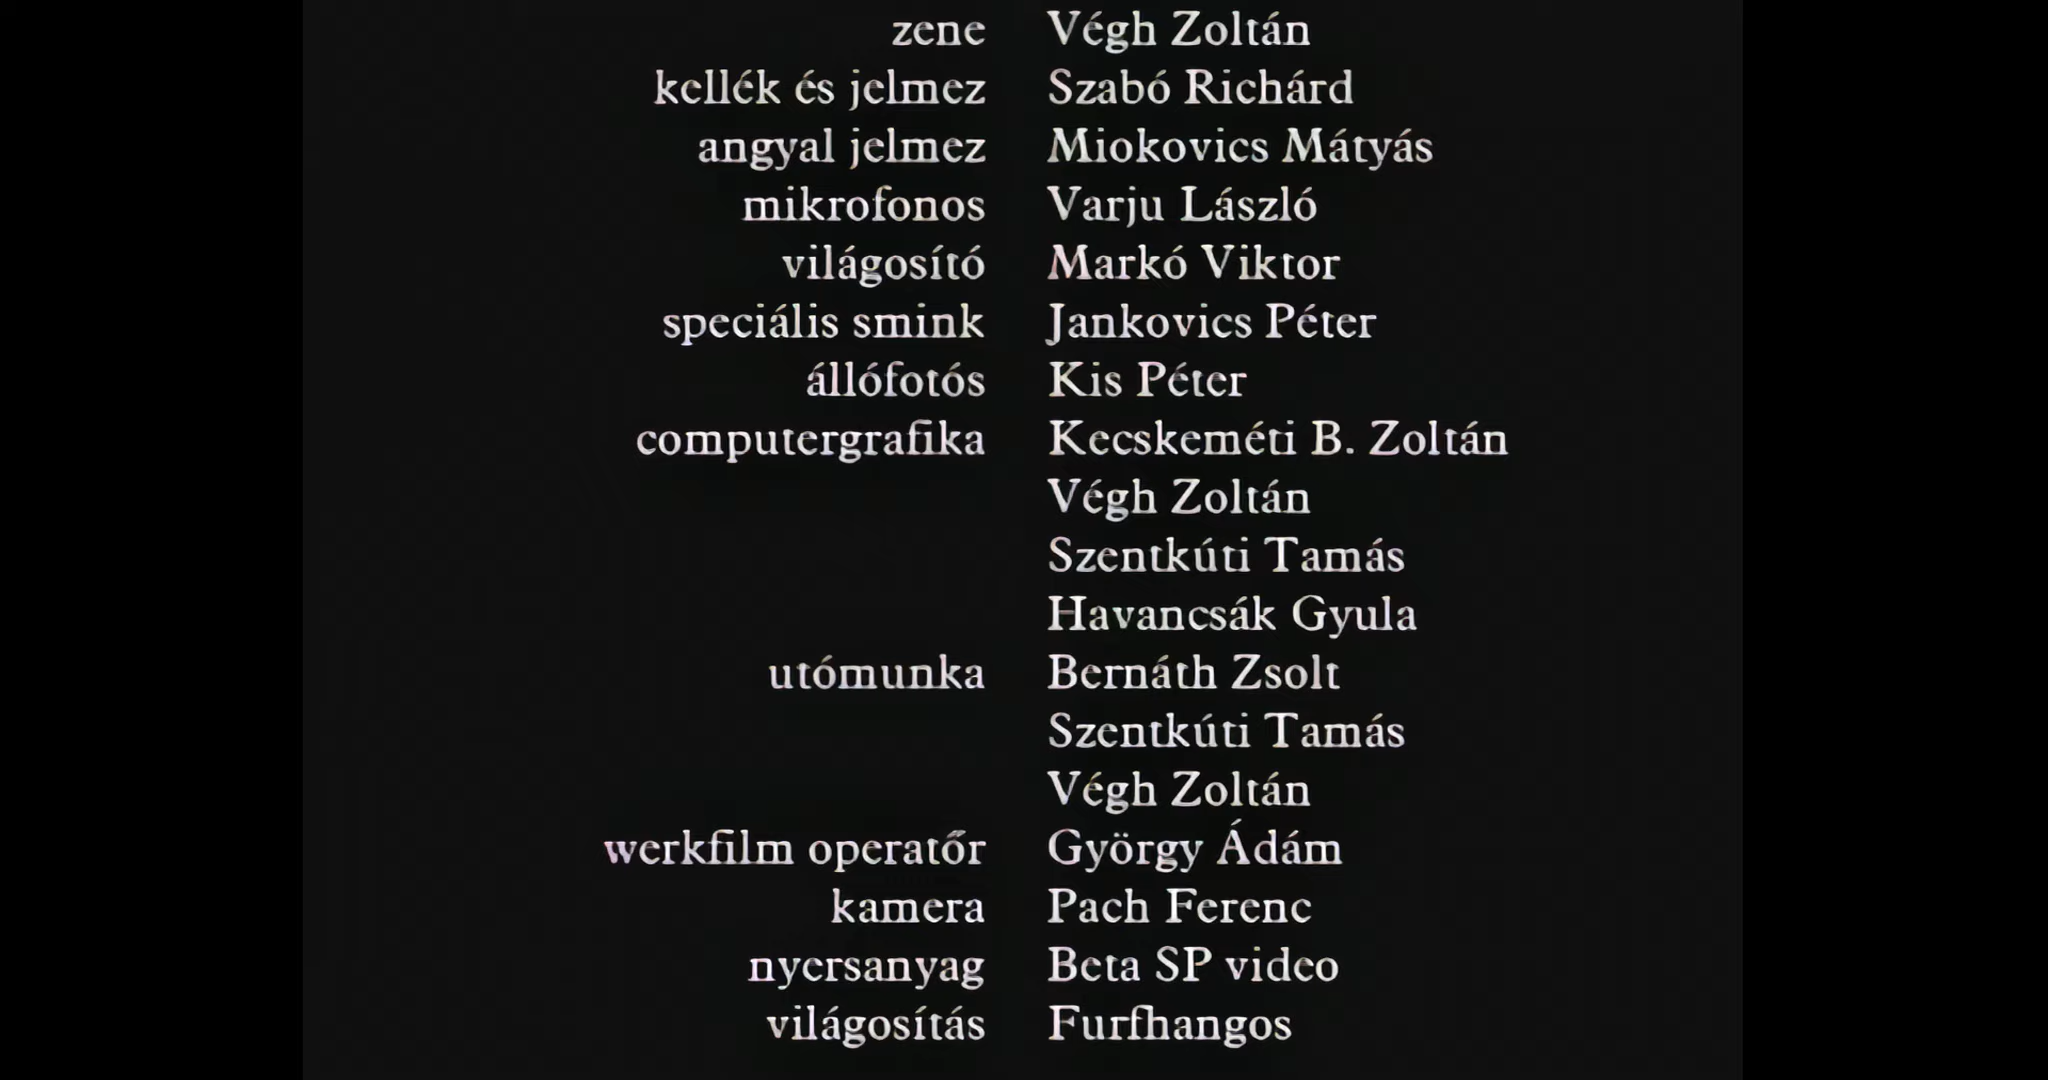 zene Végh Zoltán
kellék és jelmez Szabó Richárd
angyal jelmez Miokovics Mátyás
mikrofonos Varju László
világosító Markó Viktor
speciális smink Jankovics Péter
állófotós Kis Péter
computergrafika Kecskeméti B. Zoltán
Végh Zoltán
Szentkúti Tamás
Havancsák Gyula
utómunka Bernáth Zsolt
Szentkúti Tamás
Végh Zoltán
werkfilm operatőr György Ádám
kamera Pach Ferenc
nyersanyag Beta SP video
világosítás Furfhangos